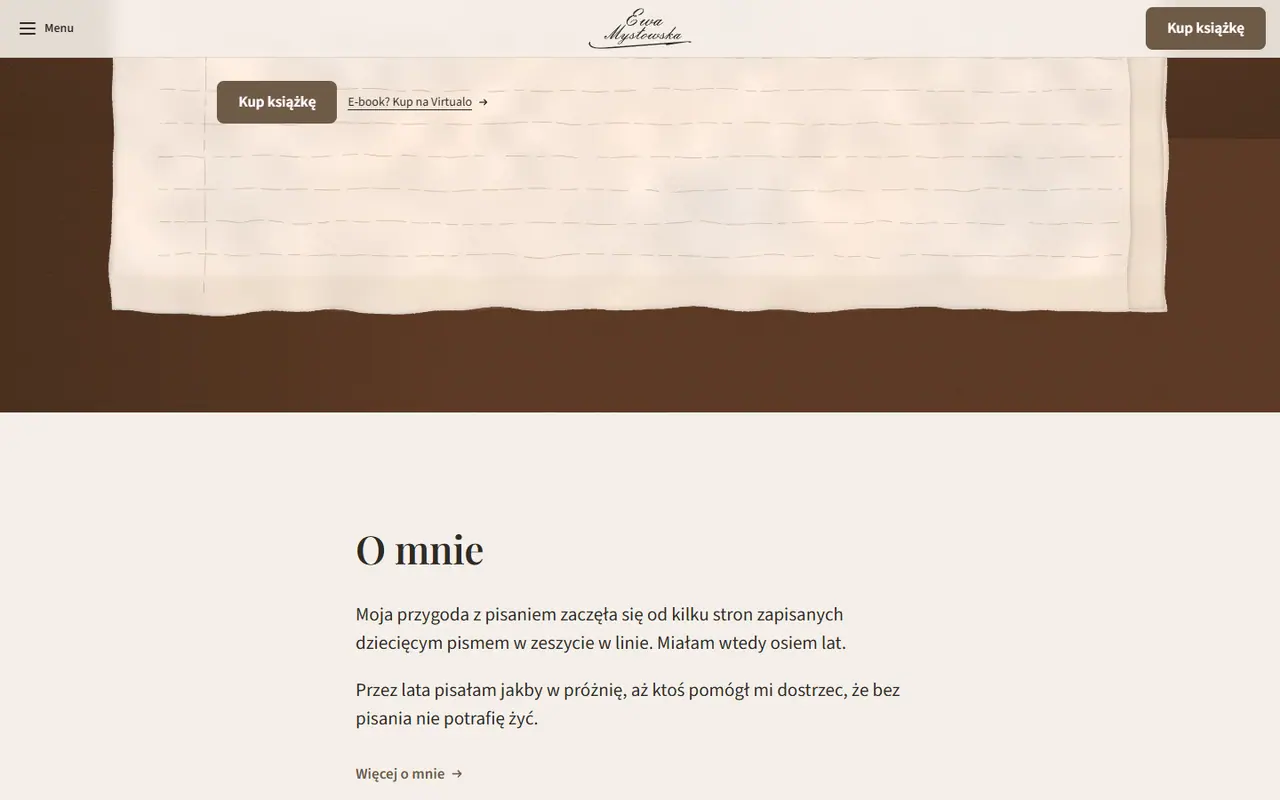 Menu
Ewa
Mysłowska
Kup książkę
Kup książkę
E-book? Kup na Virtualo →
O mnie
Moja przygoda z pisaniem zaczęła się od kilku stron zapisanych
dziecięcym pismem w zeszycie w linie. Miałam wtedy osiem lat.
Przez lata pisałam jakby w próżnię, aż ktoś pomógł mi dostrzec, że bez
pisania nie potrafię żyć.
Więcej o mnie →